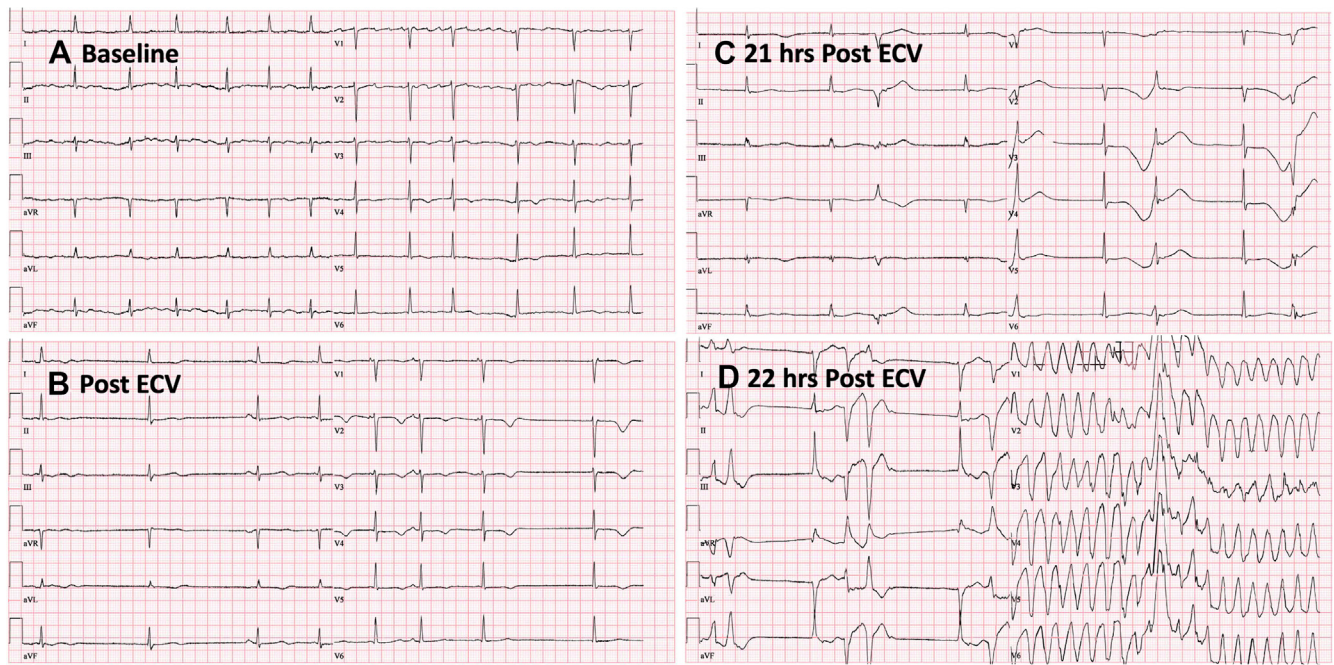 A Baseline
I
V1
II
V2
III
V3
aVR
V4
aVL
V5
aVF
V6
B Post ECV
I
V1
II
V2
III
V3
aVR
V4
aVL
V5
aVF
V6
C 21 hrs Post ECV
I
V1
II
V2
III
V3
aVR
V4
aVL
V5
aVF
V6
D 22 hrs Post ECV
I
V1
II
V2
III
V3
aVR
V4
aVL
V5
aVF
V6